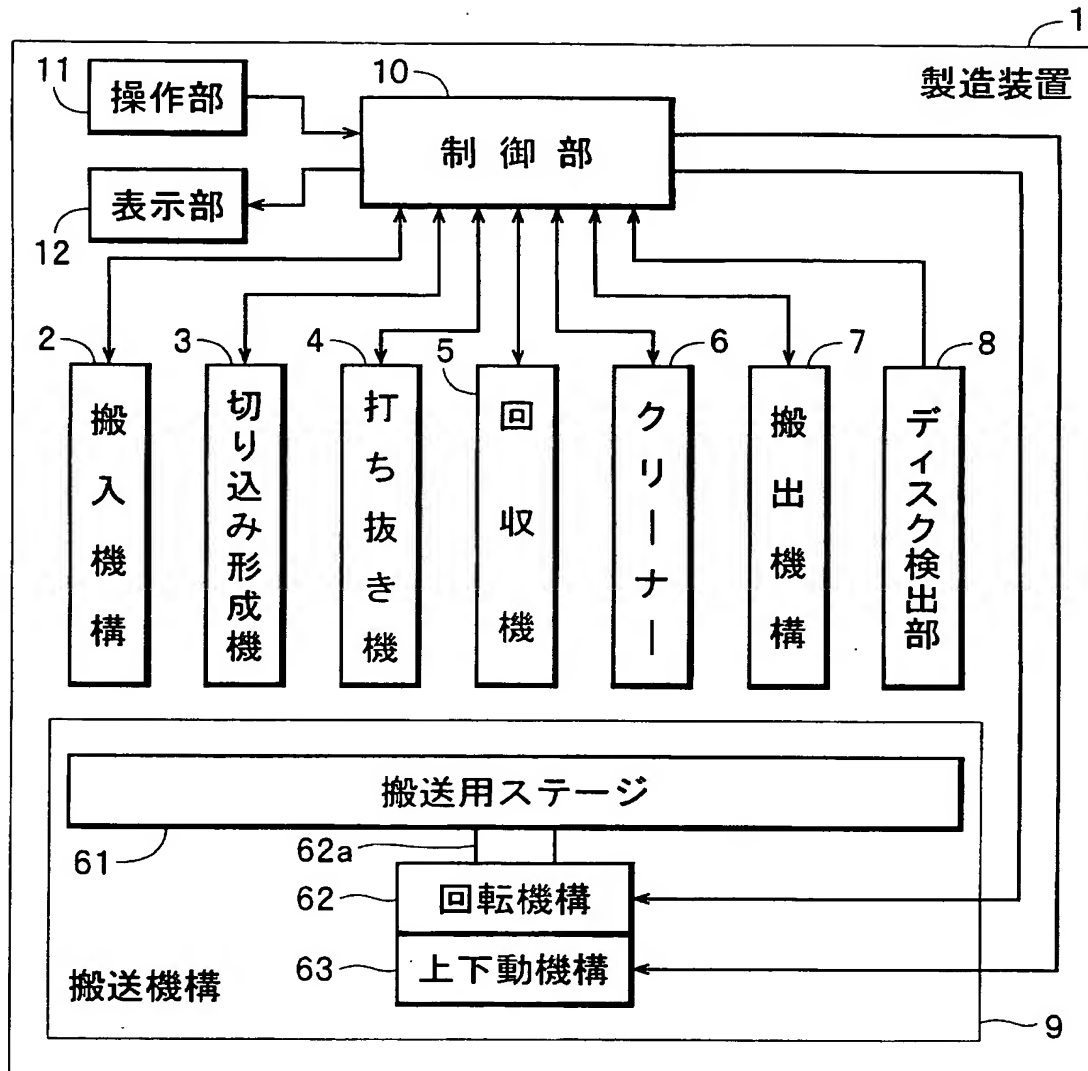 1
製造装置
11
操作部
10
制御部
表示部
12
2
3
4
5
6
7
8
搬入機構
切り込み形成機
打ち抜き機
回収機
クリーナー
搬出機構
ディスク検出部
搬送用ステージ
61
62a
62
回転機構
63
上下動機構
搬送機構
9